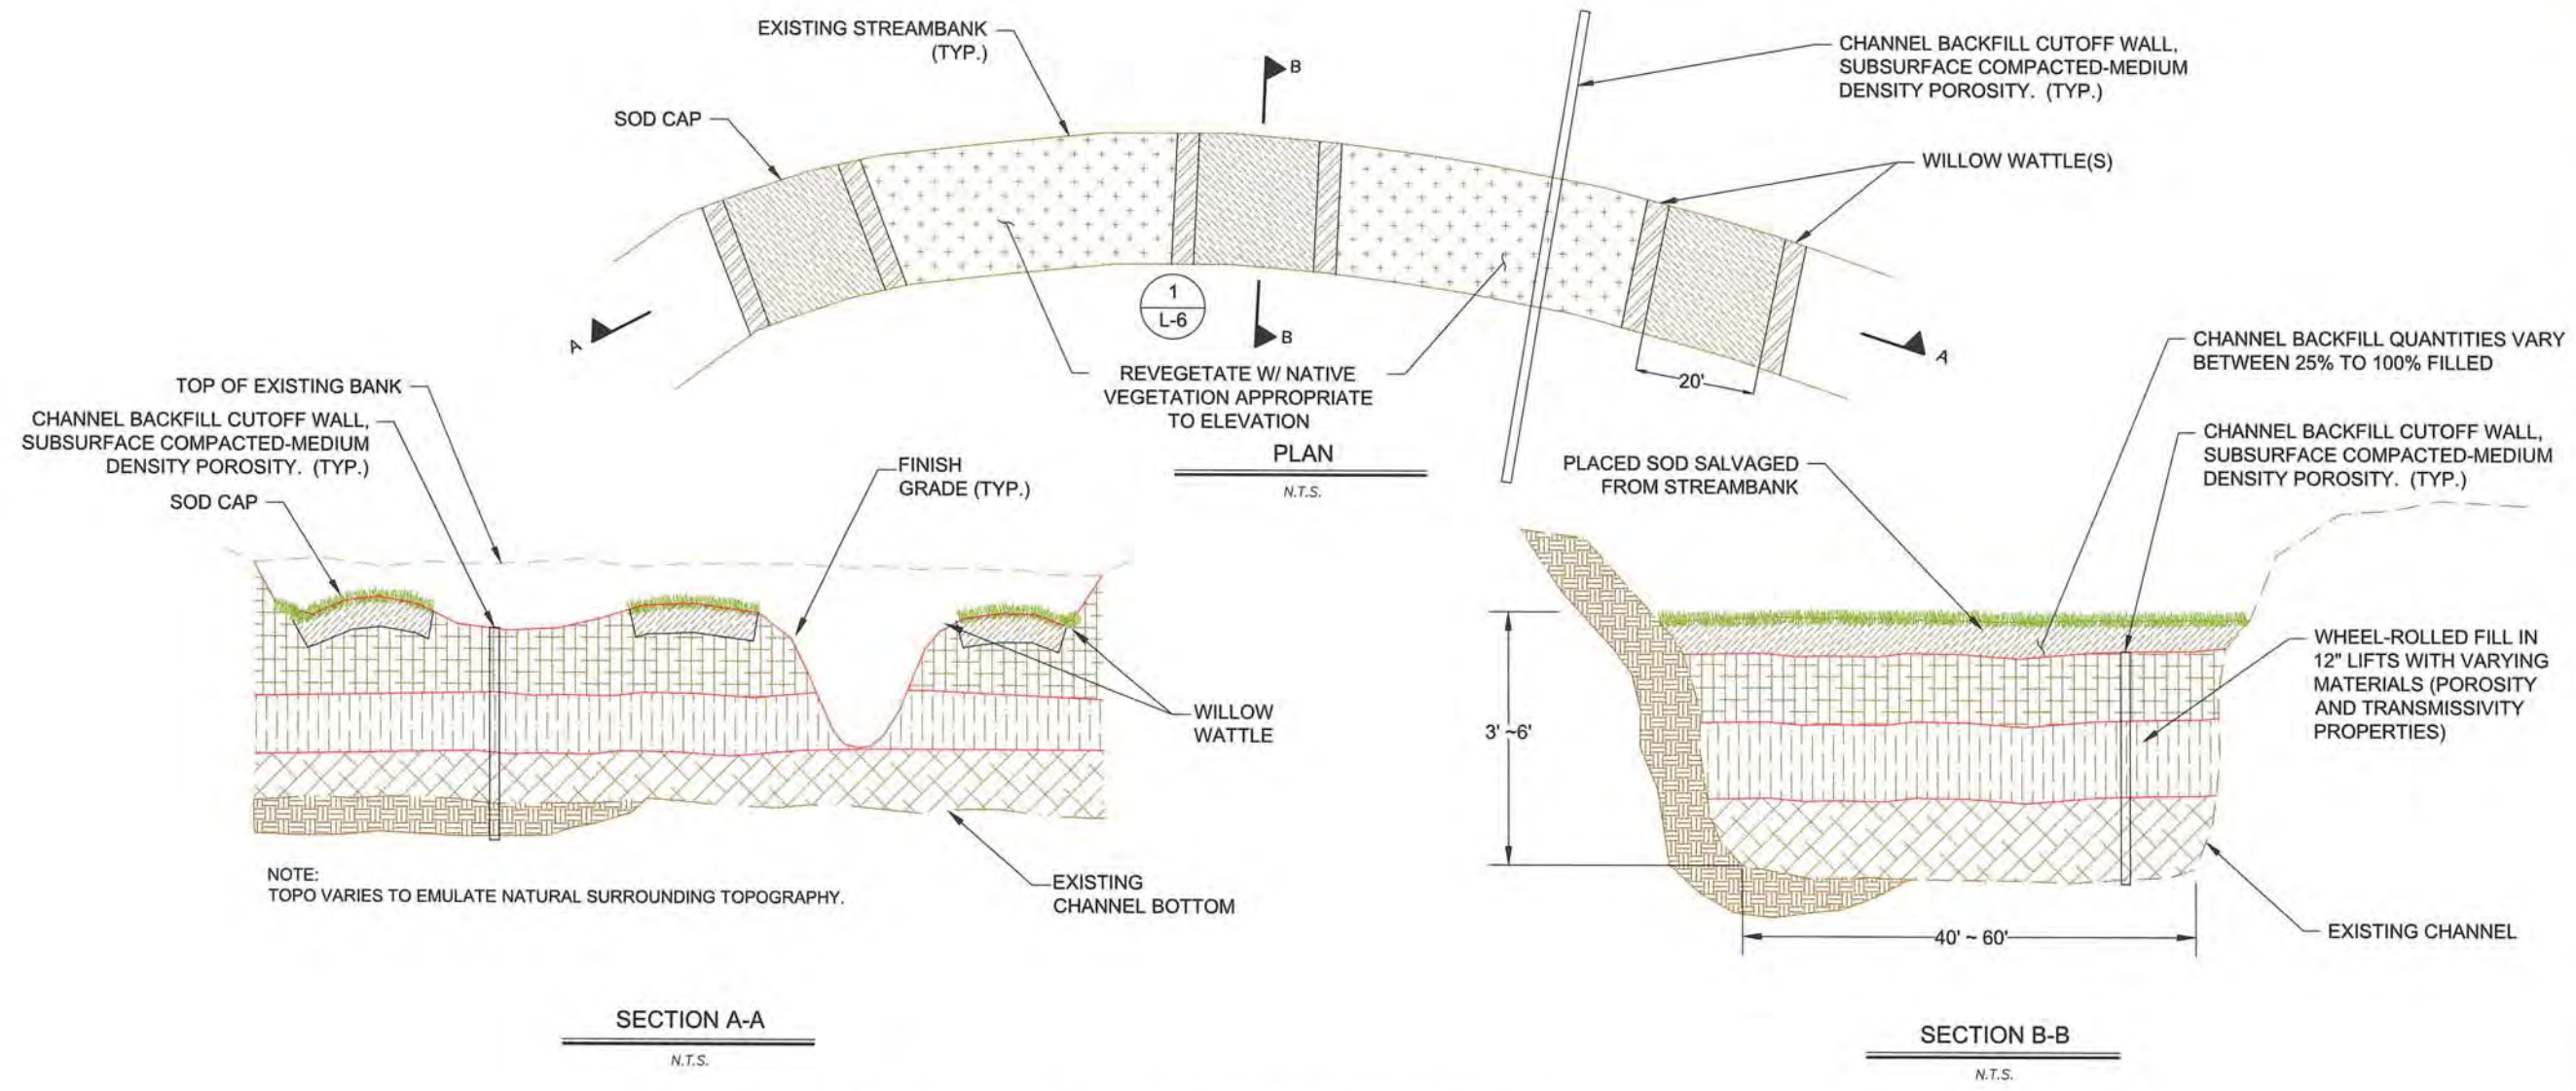 EXISTING STREAMBANK
(TYP.)
SOD CAP
B
CHANNEL BACKFILL CUTOFF WALL,
SUBSURFACE COMPACTED-MEDIUM
DENSITY POROSITY. (TYP.)
WILLOW WATTLE(S)
1
L-6
B
A
A
20'
REVEGETATE W/ NATIVE
VEGETATION APPROPRIATE
TO ELEVATION
PLAN
N.T.S.
TOP OF EXISTING BANK
CHANNEL BACKFILL CUTOFF WALL,
SUBSURFACE COMPACTED-MEDIUM
DENSITY POROSITY. (TYP.)
SOD CAP
FINISH
GRADE (TYP.)
WILLOW
WATTLE
NOTE:
TOPO VARIES TO EMULATE NATURAL SURROUNDING TOPOGRAPHY.
EXISTING
CHANNEL BOTTOM
SECTION A-A
N.T.S.
CHANNEL BACKFILL QUANTITIES VARY
BETWEEN 25% TO 100% FILLED
CHANNEL BACKFILL CUTOFF WALL,
SUBSURFACE COMPACTED-MEDIUM
DENSITY POROSITY. (TYP.)
PLACED SOD SALVAGED
FROM STREAMBANK
WHEEL-ROLLED FILL IN
12" LIFTS WITH VARYING
MATERIALS (POROSITY
AND TRANSMISSIVITY
PROPERTIES)
3' ~6'
40' ~ 60'
EXISTING CHANNEL
SECTION B-B
N.T.S.